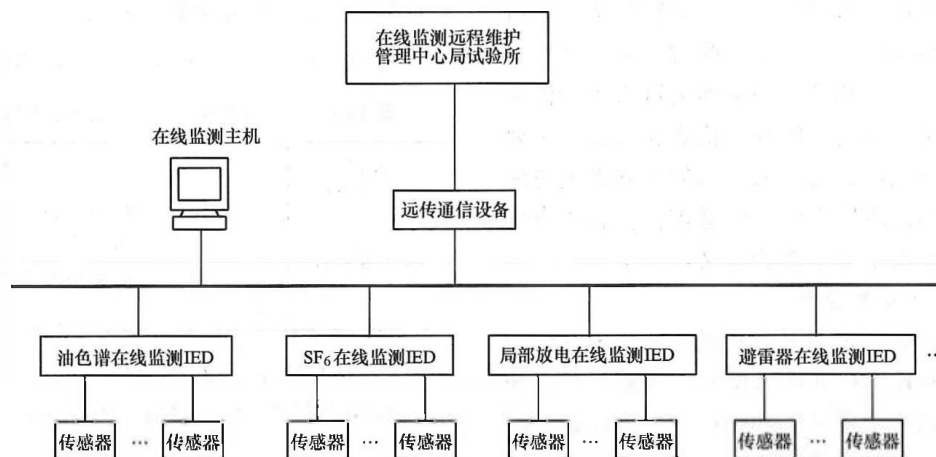 在线监测远程维护
管理中心局试验所
在线监测主机
远传通信设备
油色谱在线监测IED
SF₆在线监测IED
局部放电在线监测IED
避雷器在线监测IED
…
传感器 … 传感器
传感器 … 传感器
传感器 … 传感器
传感器 … 传感器